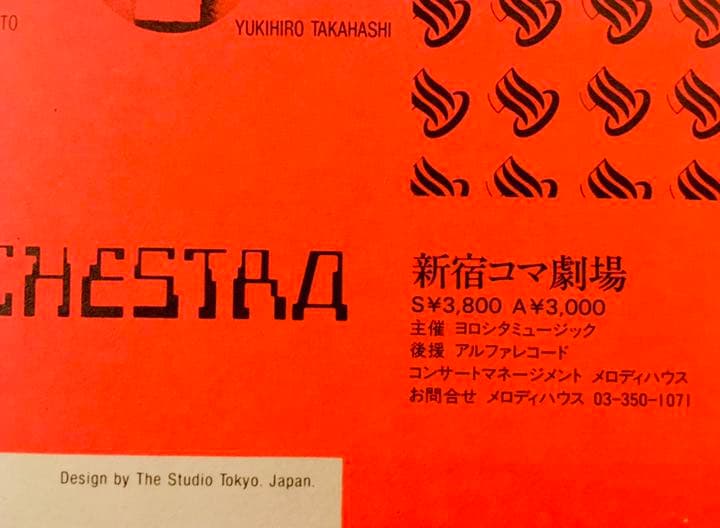 TO
YUKIHIRO TAKAHASHI
CHESTRA
新宿コマ劇場
S¥3,800 A¥3,000
主催 ヨロシタミュージック
後援 アルファレコード
コンサートマネージメント メロディハウス
お問合せ メロディハウス 03-350-1071
Design by The Studio Tokyo. Japan.